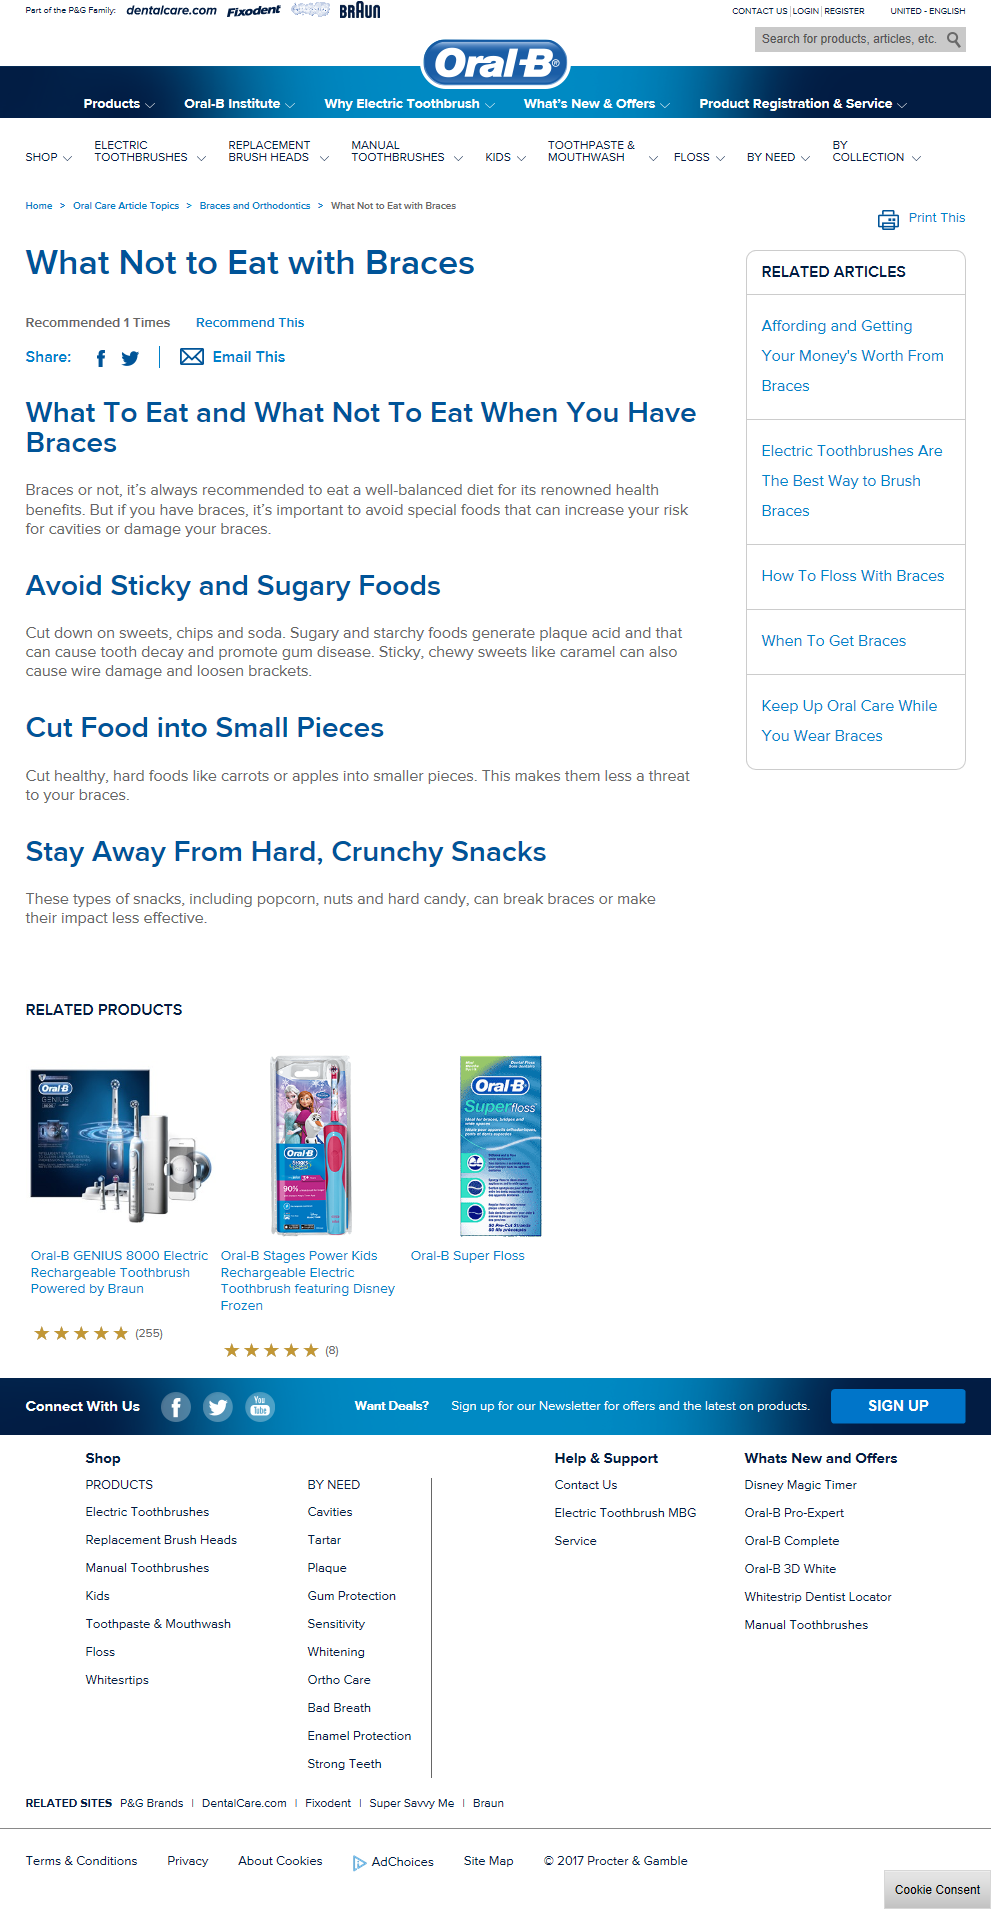 Part of the P&G Family: dentalcare.com Fixodent BRAUN
CONTACT US | LOGIN | REGISTER UNITED - ENGLISH
Search for products, articles, etc.
Oral-B®
Products Oral-B Institute Why Electric Toothbrush What's New & Offers Product Registration & Service
SHOP
ELECTRIC
TOOTHBRUSHES
REPLACEMENT
BRUSH HEADS
MANUAL
TOOTHBRUSHES
KIDS
TOOTHPASTE &
MOUTHWASH
FLOSS
BY NEED
BY
COLLECTION
Home > Oral Care Article Topics > Braces and Orthodontics > What Not to Eat with Braces
Print This
What Not to Eat with Braces
Recommended 1 Times Recommend This
Share: Email This
What To Eat and What Not To Eat When You Have
Braces
Braces or not, it's always recommended to eat a well-balanced diet for its renowned health
benefits. But if you have braces, it's important to avoid special foods that can increase your risk
for cavities or damage your braces.
Avoid Sticky and Sugary Foods
Cut down on sweets, chips and soda. Sugary and starchy foods generate plaque acid and that
can cause tooth decay and promote gum disease. Sticky, chewy sweets like caramel can also
cause wire damage and loosen brackets.
Cut Food into Small Pieces
Cut healthy, hard foods like carrots or apples into smaller pieces. This makes them less a threat
to your braces.
Stay Away From Hard, Crunchy Snacks
These types of snacks, including popcorn, nuts and hard candy, can break braces or make
their impact less effective.
RELATED ARTICLES
Affording and Getting
Your Money's Worth From
Braces
Electric Toothbrushes Are
The Best Way to Brush
Braces
How To Floss With Braces
When To Get Braces
Keep Up Oral Care While
You Wear Braces
RELATED PRODUCTS
Oral-B
GENIUS
Oral-B
STAGES
3+
90%
Oral-B
Superfloss
Oral-B GENIUS 8000 Electric
Rechargeable Toothbrush
Powered by Braun
(255)
Oral-B Stages Power Kids
Rechargeable Electric
Toothbrush featuring Disney
Frozen
(8)
Oral-B Super Floss
Connect With Us You Tube Want Deals? Sign up for our Newsletter for offers and the latest on products. SIGN UP
Shop
PRODUCTS
Electric Toothbrushes
Replacement Brush Heads
Manual Toothbrushes
Kids
Toothpaste & Mouthwash
Floss
Whitesrtips
BY NEED
Cavities
Tartar
Plaque
Gum Protection
Sensitivity
Whitening
Ortho Care
Bad Breath
Enamel Protection
Strong Teeth
Help & Support
Contact Us
Electric Toothbrush MBG
Service
Whats New and Offers
Disney Magic Timer
Oral-B Pro-Expert
Oral-B Complete
Oral-B 3D White
Whitestrip Dentist Locator
Manual Toothbrushes
RELATED SITES P&G Brands | DentalCare.com | Fixodent | Super Savvy Me | Braun
Terms & Conditions Privacy About Cookies AdChoices Site Map © 2017 Procter & Gamble
Cookie Consent